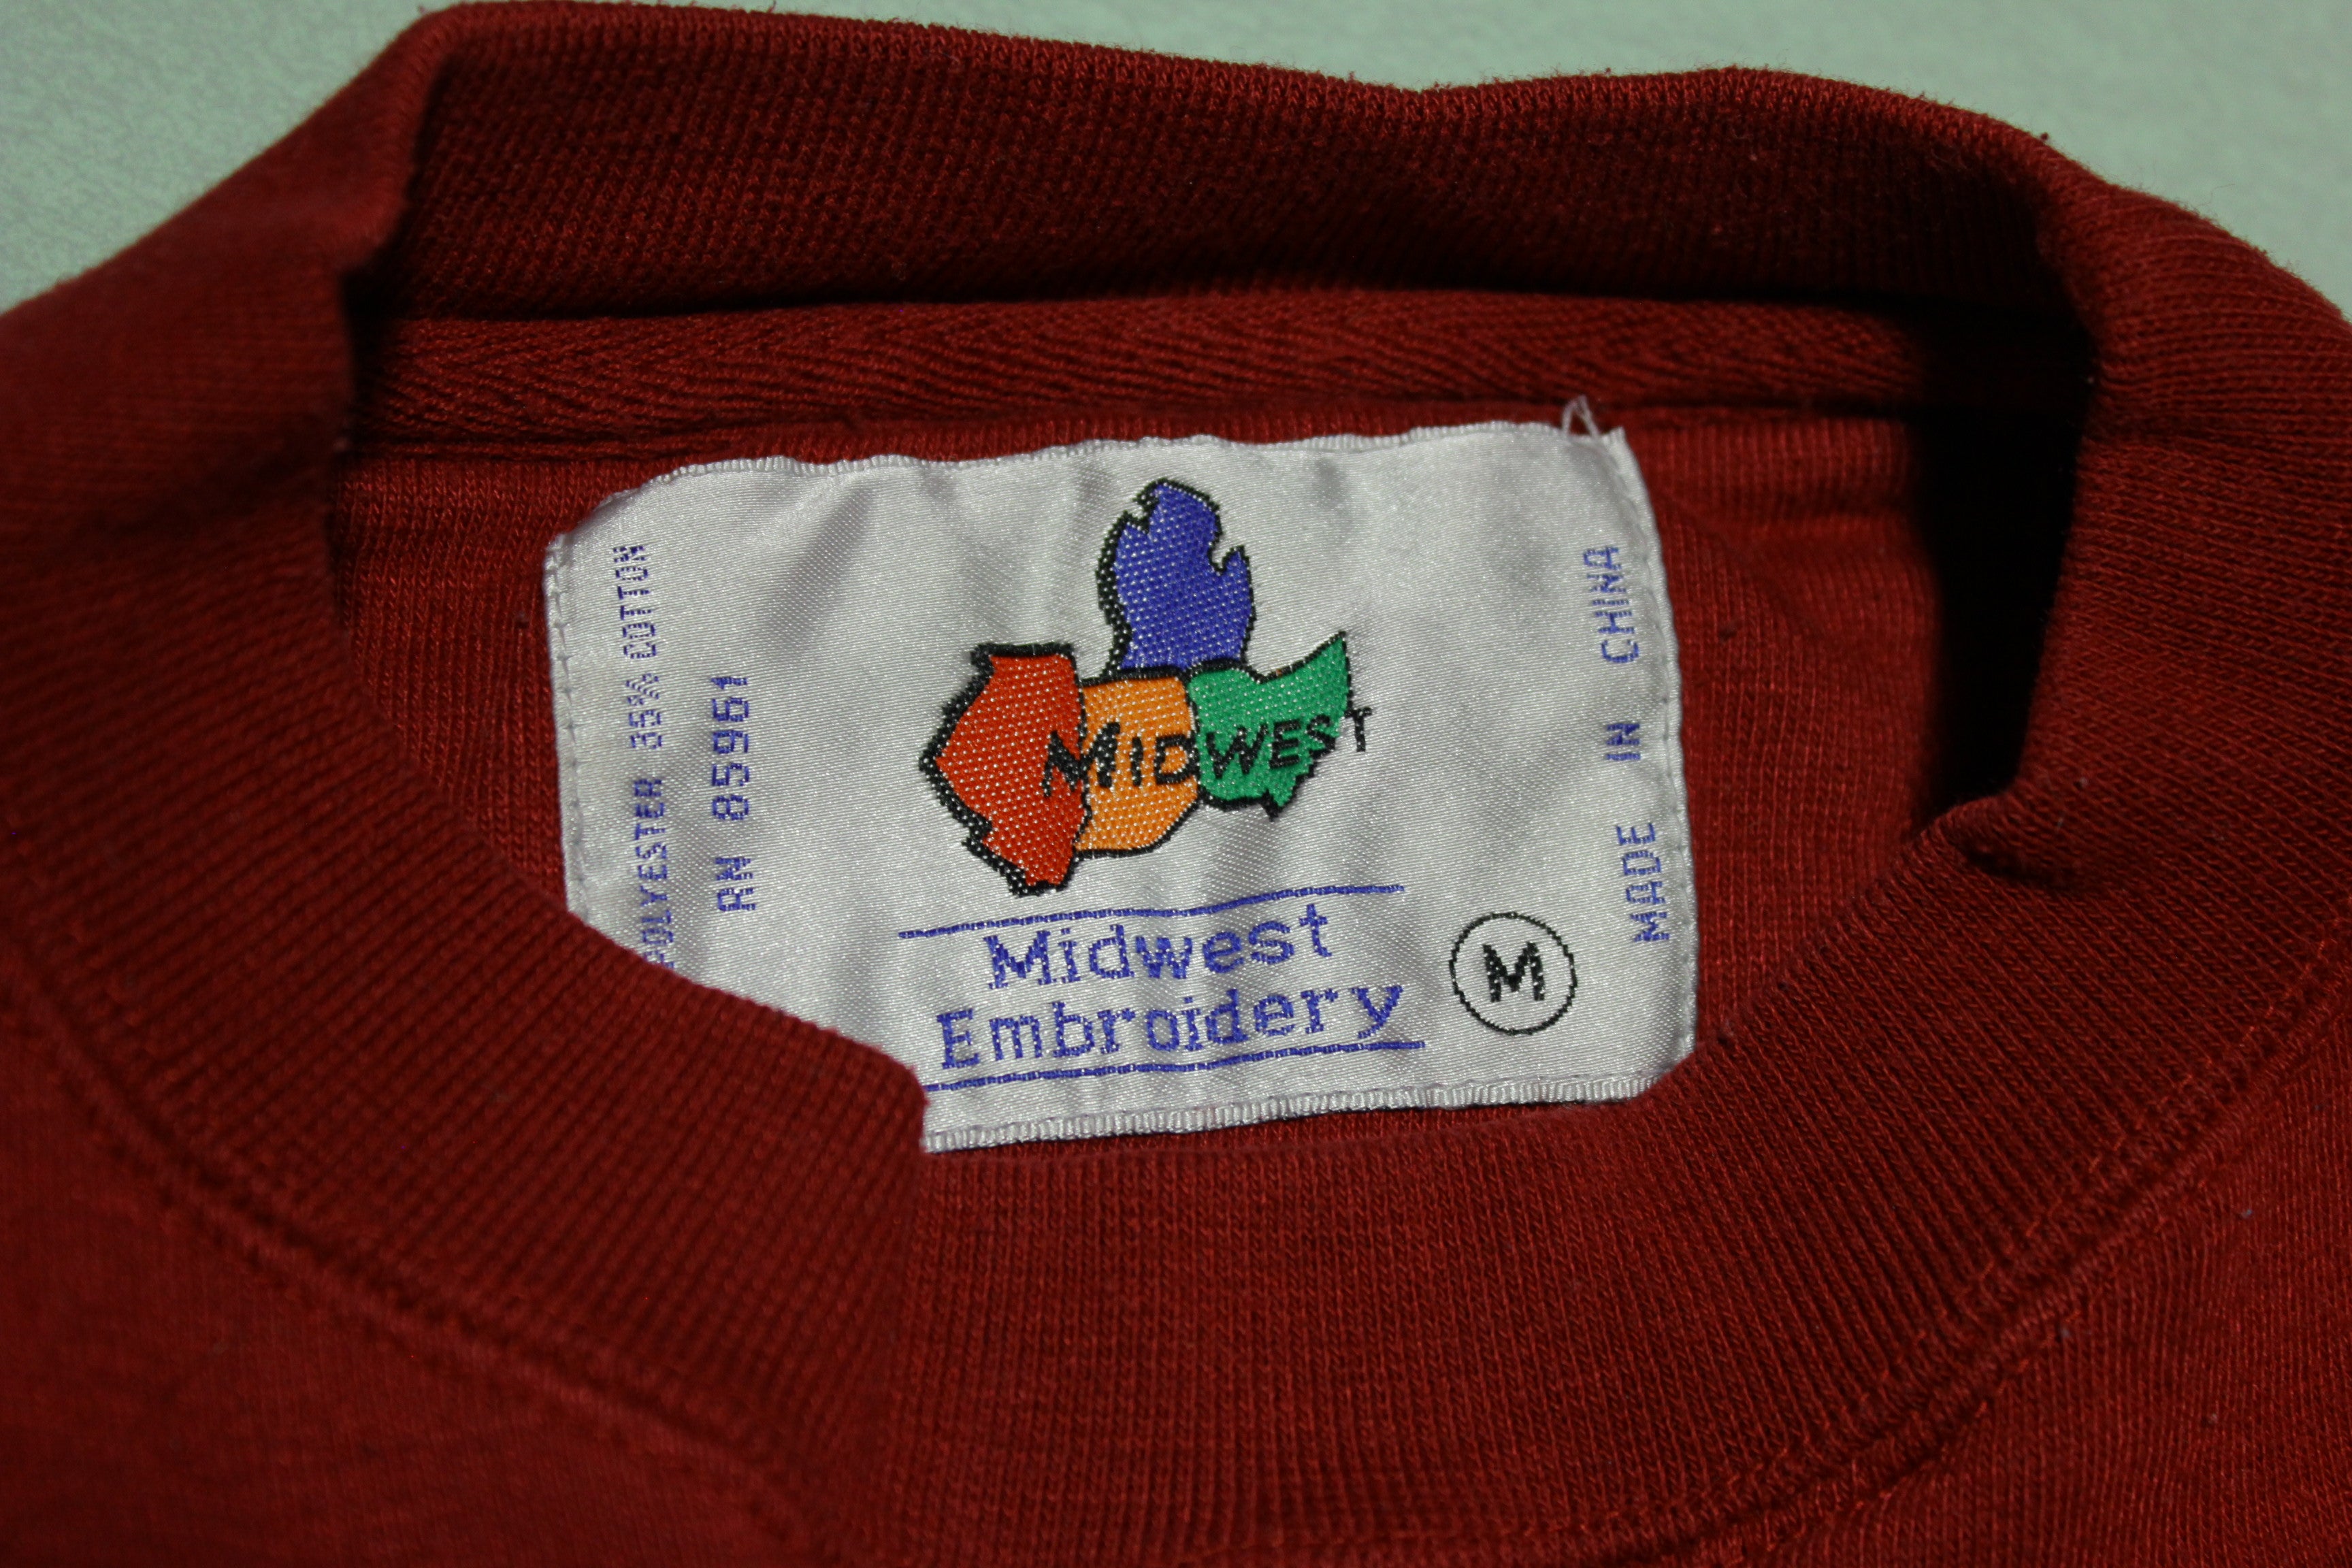 POLYESTER 35% COTTON
RN 85961
MIDWEST
Midwest
Embroidery
M
MADE IN CHINA